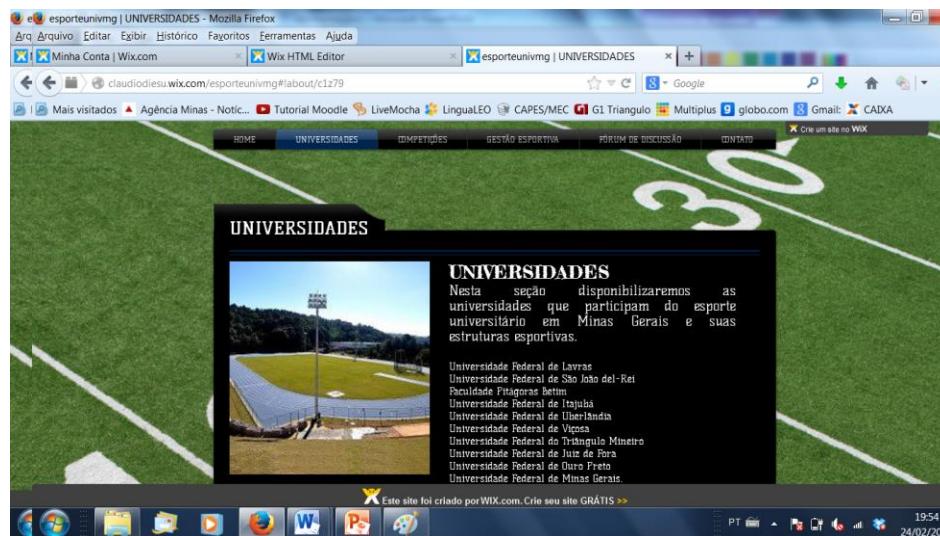 esporteunivmg | UNIVERSIDADES - Mozilla Firefox
Arquivo Editar Exibir Histórico Favoritos Ferramentas Ajuda
Minha Conta | Wix.com
Wix HTML Editor
esporteunivmg | UNIVERSIDADES
claudiodiesu.wix.com/esporteunivmg#!about/c1z79
Google
Mais visitados Agência Minas - Notíc... Tutorial Moodle LiveMocha LinguaLEO CAPES/MEC G1 Triangulo Multiplus globo.com Gmail: CAIXA
HOME UNIVERSIDADES COMPETIÇÕES GESTÃO ESPORTIVA FÓRUM DE DISCUSSÃO CONTATO
Crie um site no WIX
30
UNIVERSIDADES
UNIVERSIDADES
Nesta seção disponibilizaremos as
universidades que participam do esporte
universitário em Minas Gerais e suas
estruturas esportivas.
Universidade Federal de Lavras
Universidade Federal de São João del-Rei
Faculdade Pitágoras Betim
Universidade Federal de Itajubá
Universidade Federal de Uberlândia
Universidade Federal de Viçosa
Universidade Federal do Triângulo Mineiro
Universidade Federal de Juiz de Fora
Universidade Federal de Ouro Preto
Universidade Federal de Minas Gerais.
Este site foi criado por WIX.com. Crie seu site GRÁTIS >>
PT
19:54
24/02/20